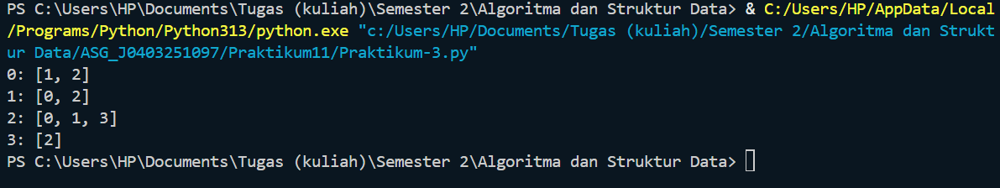 PS C:\Users\HP\Documents\Tugas (kuliah)\Semester 2\Algoritma dan Struktur Data> & C:/Users/HP/AppData/Local
/Programs/Python/Python313/python.exe "c:/Users/HP/Documents/Tugas (kuliah)/Semester 2/Algoritma dan Strukt
ur Data/ASG_J0403251097/Praktikum11/Praktikum-3.py"
0: [1, 2]
1: [0, 2]
2: [0, 1, 3]
3: [2]
PS C:\Users\HP\Documents\Tugas (kuliah)\Semester 2\Algoritma dan Struktur Data>